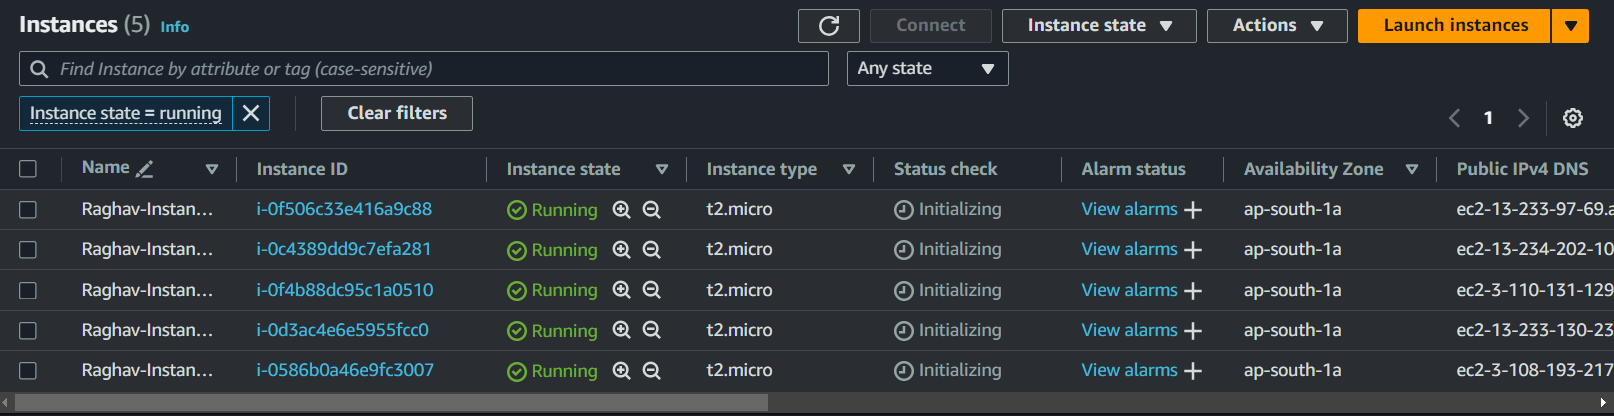 Instances (5) Info Connect Instance state Actions Launch instances
Find Instance by attribute or tag (case-sensitive) Any state
Instance state = running Clear filters 1
Name Instance ID Instance state Instance type Status check Alarm status Availability Zone Public IPv4 DNS
Raghav-Instan... i-0f506c33e416a9c88 Running t2.micro Initializing View alarms + ap-south-1a ec2-13-233-97-69.a
Raghav-Instan... i-0c4389dd9c7efa281 Running t2.micro Initializing View alarms + ap-south-1a ec2-13-234-202-10
Raghav-Instan... i-0f4b88dc95c1a0510 Running t2.micro Initializing View alarms + ap-south-1a ec2-3-110-131-129
Raghav-Instan... i-0d3ac4e6e5955fcc0 Running t2.micro Initializing View alarms + ap-south-1a ec2-13-233-130-23
Raghav-Instan... i-0586b0a46e9fc3007 Running t2.micro Initializing View alarms + ap-south-1a ec2-3-108-193-217